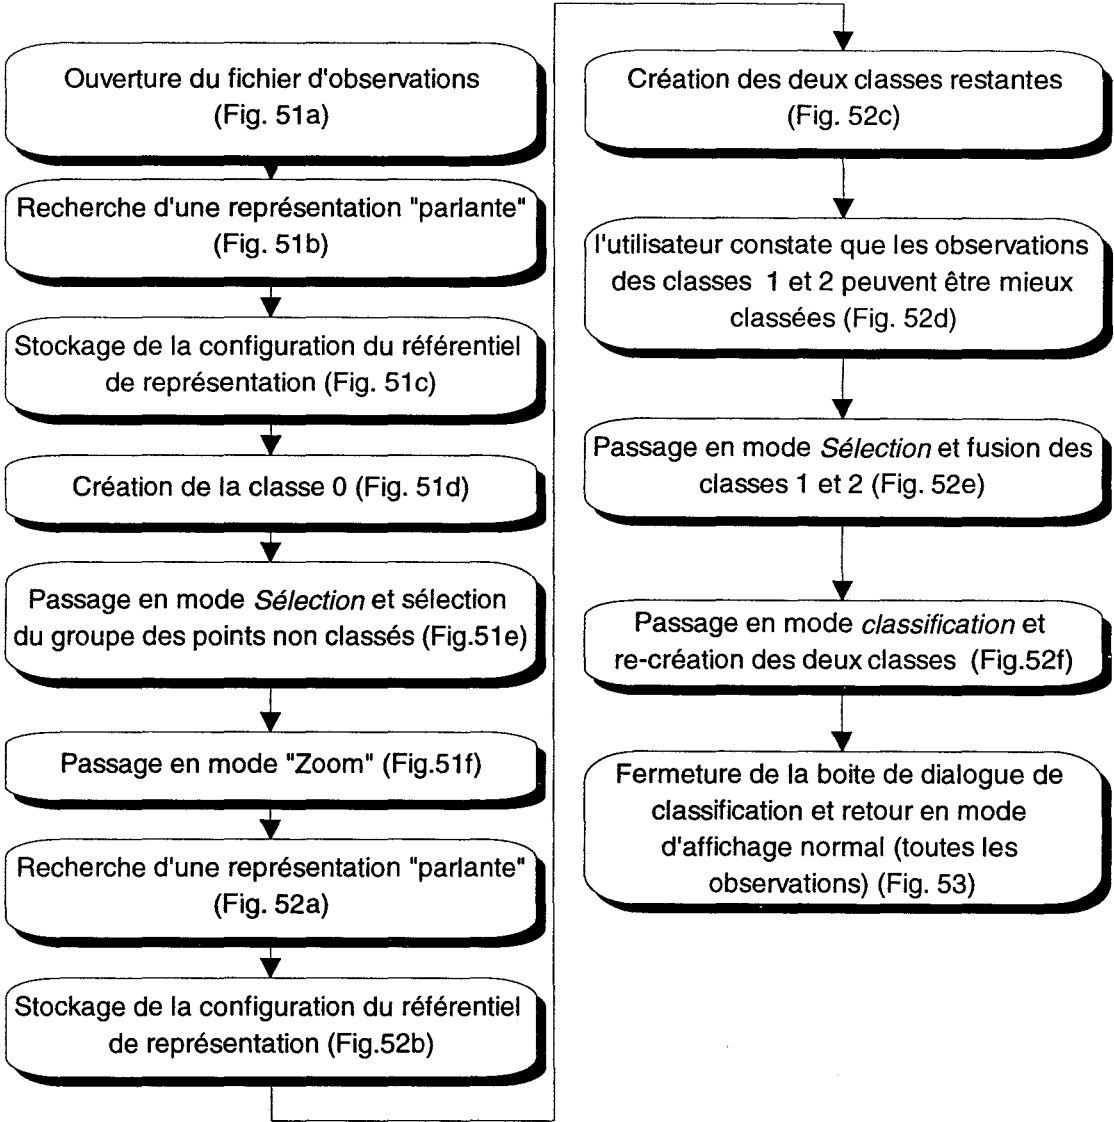 Ouverture du fichier d'observations
(Fig. 51a)
Recherche d'une représentation "parlante"
(Fig. 51b)
Stockage de la configuration du référentiel
de représentation (Fig. 51c)
Création de la classe 0 (Fig. 51d)
Passage en mode Sélection et sélection
du groupe des points non classés (Fig.51e)
Passage en mode "Zoom" (Fig.51f)
Recherche d'une représentation "parlante"
(Fig. 52a)
Stockage de la configuration du référentiel
de représentation (Fig.52b)
Création des deux classes restantes
(Fig. 52c)
l'utilisateur constate que les observations
des classes 1 et 2 peuvent être mieux
classées (Fig. 52d)
Passage en mode Sélection et fusion des
classes 1 et 2 (Fig. 52e)
Passage en mode classification et
re-création des deux classes (Fig.52f)
Fermeture de la boite de dialogue de
classification et retour en mode
d'affichage normal (toutes les
observations) (Fig. 53)